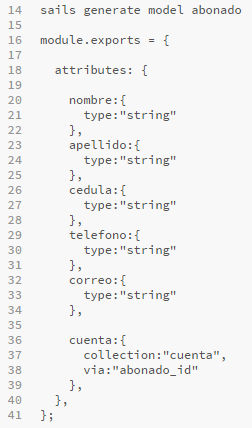 14 sails generate model abonado
15
16 module.exports = {
17
18   attributes: {
19
20     nombre:{
21       type:"string"
22     },
23     apellido:{
24       type:"string"
25     },
26     cedula:{
27       type:"string"
28     },
29     telefono:{
30       type:"string"
31     },
32     correo:{
33       type:"string"
34     },
35
36     cuenta:{
37       collection:"cuenta",
38       via:"abonado_id"
39     },
40   },
41 };